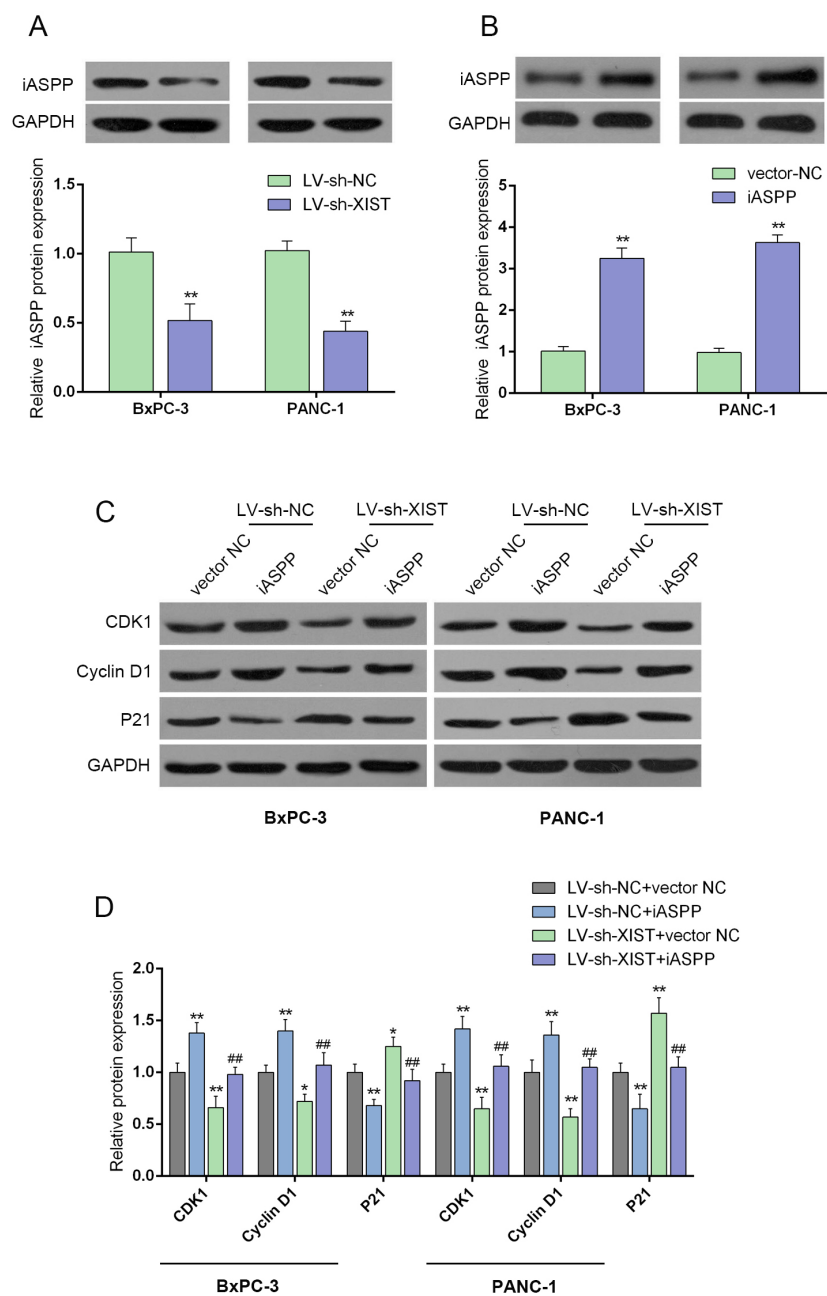 A
iASPP
GAPDH
Relative iASPP protein expression
1.5
1.0
0.5
0.0
LV-sh-NC
LV-sh-XIST
**
**
BxPC-3
PANC-1
B
iASPP
GAPDH
Relative iASPP protein expression
5
4
3
2
1
0
vector-NC
iASPP
**
**
BxPC-3
PANC-1
C
LV-sh-NC
LV-sh-XIST
LV-sh-NC
LV-sh-XIST
vector NC
iASPP
vector NC
iASPP
vector NC
iASPP
vector NC
iASPP
CDK1
Cyclin D1
P21
GAPDH
BxPC-3
PANC-1
D
LV-sh-NC+vector NC
LV-sh-NC+iASPP
LV-sh-XIST+vector NC
LV-sh-XIST+iASPP
Relative protein expression
2.0
1.5
1.0
0.5
0.0
**
**
##
**
*
##
**
*
##
**
**
##
**
**
##
**
**
##
CDK1
Cyclin D1
P21
CDK1
Cyclin D1
P21
BxPC-3
PANC-1